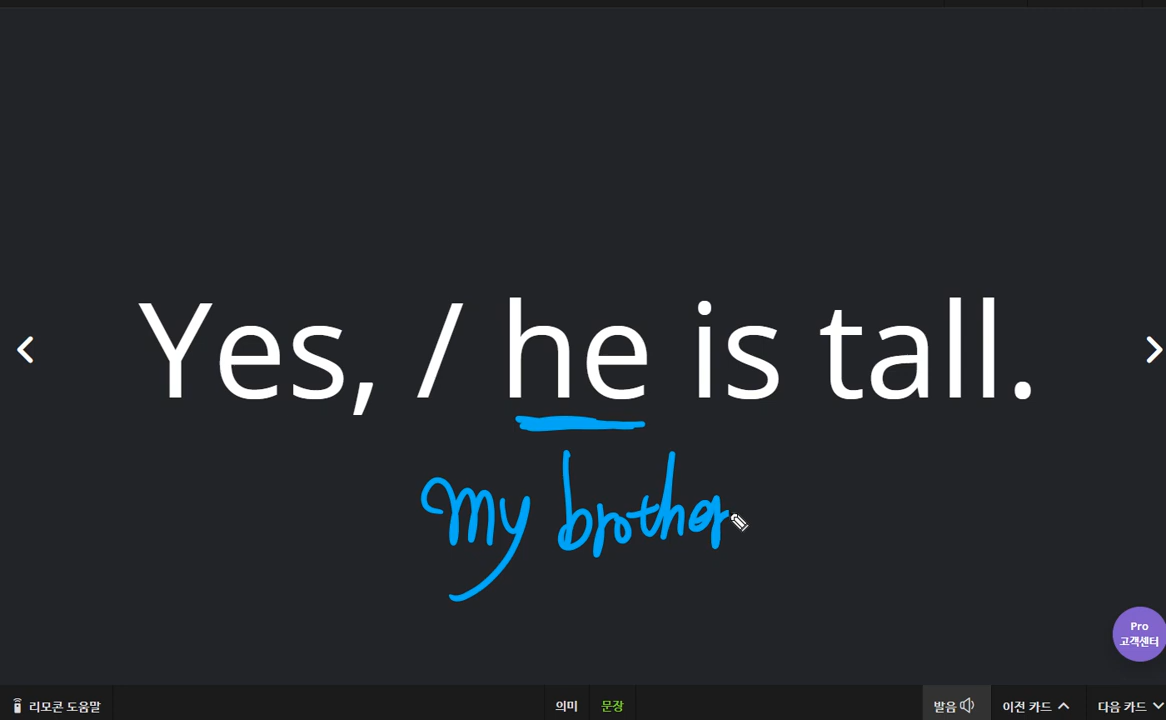 Yes, / he is tall.
my brother
Pro
고객센터
리모콘 도움말
의미
문장
발음
이전 카드
다음 카드